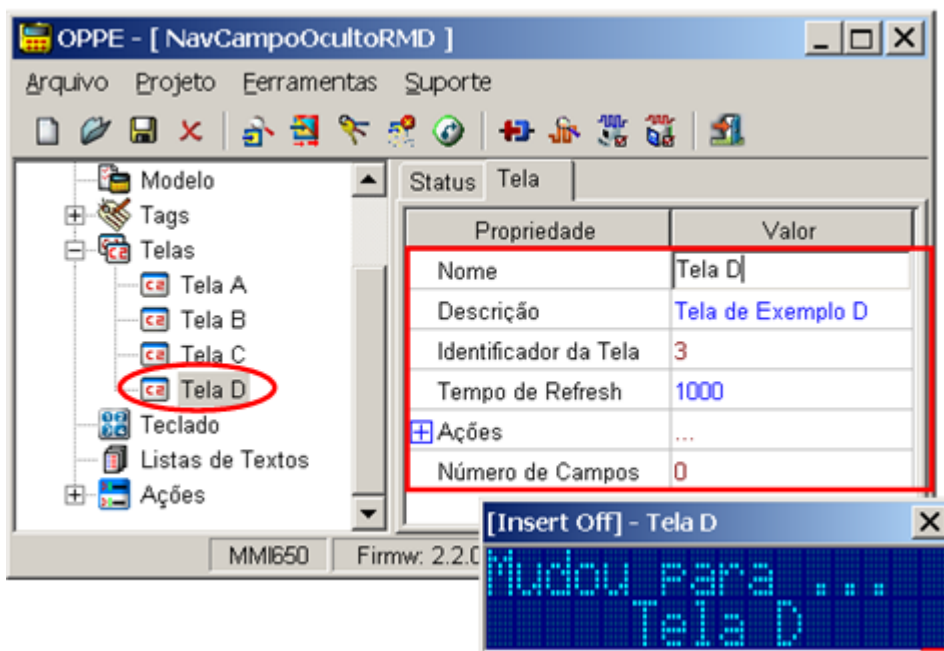 OPPE - [ NavCampoOcultoRMD ]
Arquivo Projeto Eerramentas Suporte
Modelo
Tags
Telas
Tela A
Tela B
Tela C
Tela D
Teclado
Listas de Textos
Ações
Status Tela
Propriedade Valor
Nome Tela D
Descrição Tela de Exemplo D
Identificador da Tela 3
Tempo de Refresh 1000
Ações ...
Número de Campos 0
MMI650 Firmw: 2.2.0
[Insert Off] - Tela D
Mudou para ...
Tela D